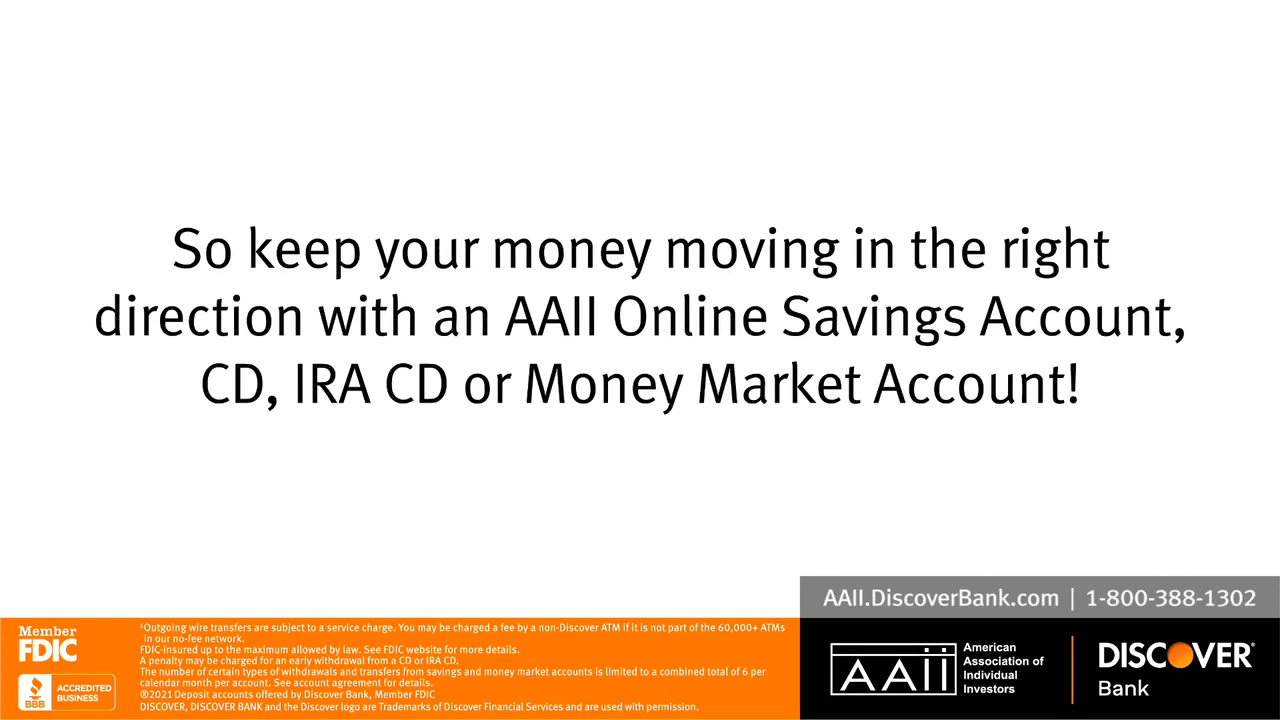 So keep your money moving in the right
direction with an AAII Online Savings Account,
CD, IRA CD or Money Market Account!
AAII.DiscoverBank.com | 1-800-388-1302
Member
FDIC
BBB
ACCREDITED
BUSINESS
¹Outgoing wire transfers are subject to a service charge. You may be charged a fee by a non-Discover ATM if it is not part of the 60,000+ ATMs
in our no-fee network.
FDIC-insured up to the maximum allowed by law. See FDIC website for more details.
A penalty may be charged for an early withdrawal from a CD or IRA CD.
The number of certain types of withdrawals and transfers from savings and money market accounts is limited to a combined total of 6 per
calendar month per account. See account agreement for details.
®2021 Deposit accounts offered by Discover Bank, Member FDIC
DISCOVER, DISCOVER BANK and the Discover logo are Trademarks of Discover Financial Services and are used with permission.
AAII
American
Association of
Individual
Investors
DISCOVER®
Bank